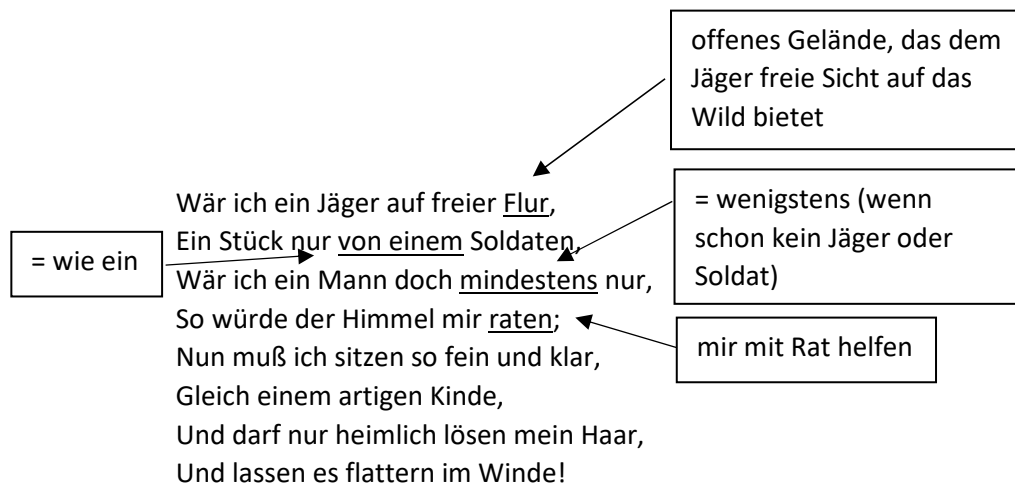 offenes Gelände, das dem
Jäger freie Sicht auf das
Wild bietet
Wär ich ein Jäger auf freier Flur,
Ein Stück nur von einem Soldaten,
Wär ich ein Mann doch mindestens nur,
So würde der Himmel mir raten;
Nun muß ich sitzen so fein und klar,
Gleich einem artigen Kinde,
Und darf nur heimlich lösen mein Haar,
Und lassen es flattern im Winde!
= wie ein
= wenigstens (wenn
schon kein Jäger oder
Soldat)
mir mit Rat helfen